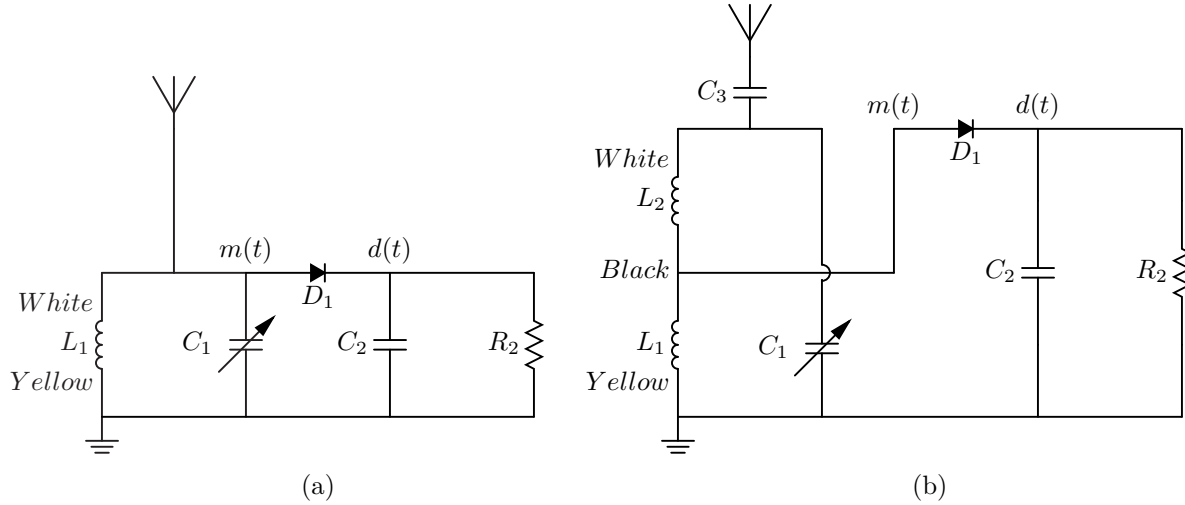 m(t)
d(t)
D₁
White
L₁
Yellow
C₁
C₂
R₂
(a)
C₃
m(t)
d(t)
D₁
White
L₂
Black
C₂
R₂
L₁
C₁
Yellow
(b)